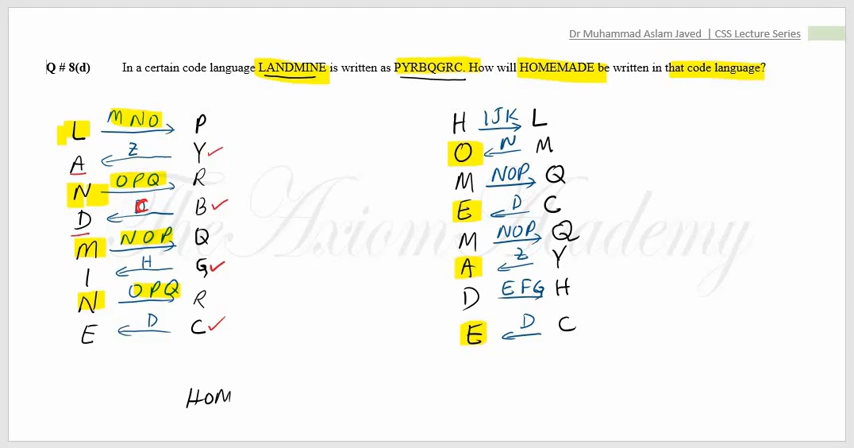 Dr Muhammad Aslam Javed | CSS Lecture Series
Q # 8(d) In a certain code language LANDMINE is written as PYRBQGRC. How will HOMEMADE be written in that code language?
L MNO P
A Z Y
N OPQ R
D C B
M NOP Q
I H G
N OPQ R
E D C
H IJK L
O N M
M NOP Q
E D C
M NOP Q
A Z Y
D EFG H
E D C
HOM
The Axiom Academy